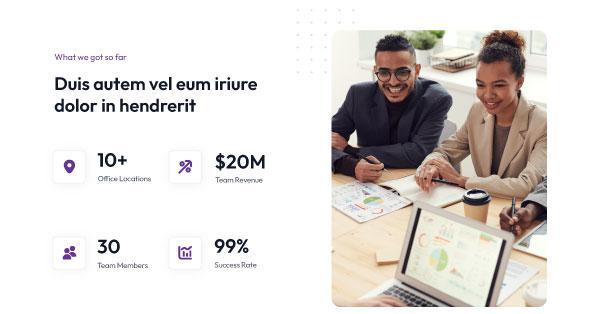 What we got so far
Duis autem vel eum iriure
dolor in hendrerit
10+
Office Locations
$20M
Team Revenue
30
Team Members
99%
Success Rate